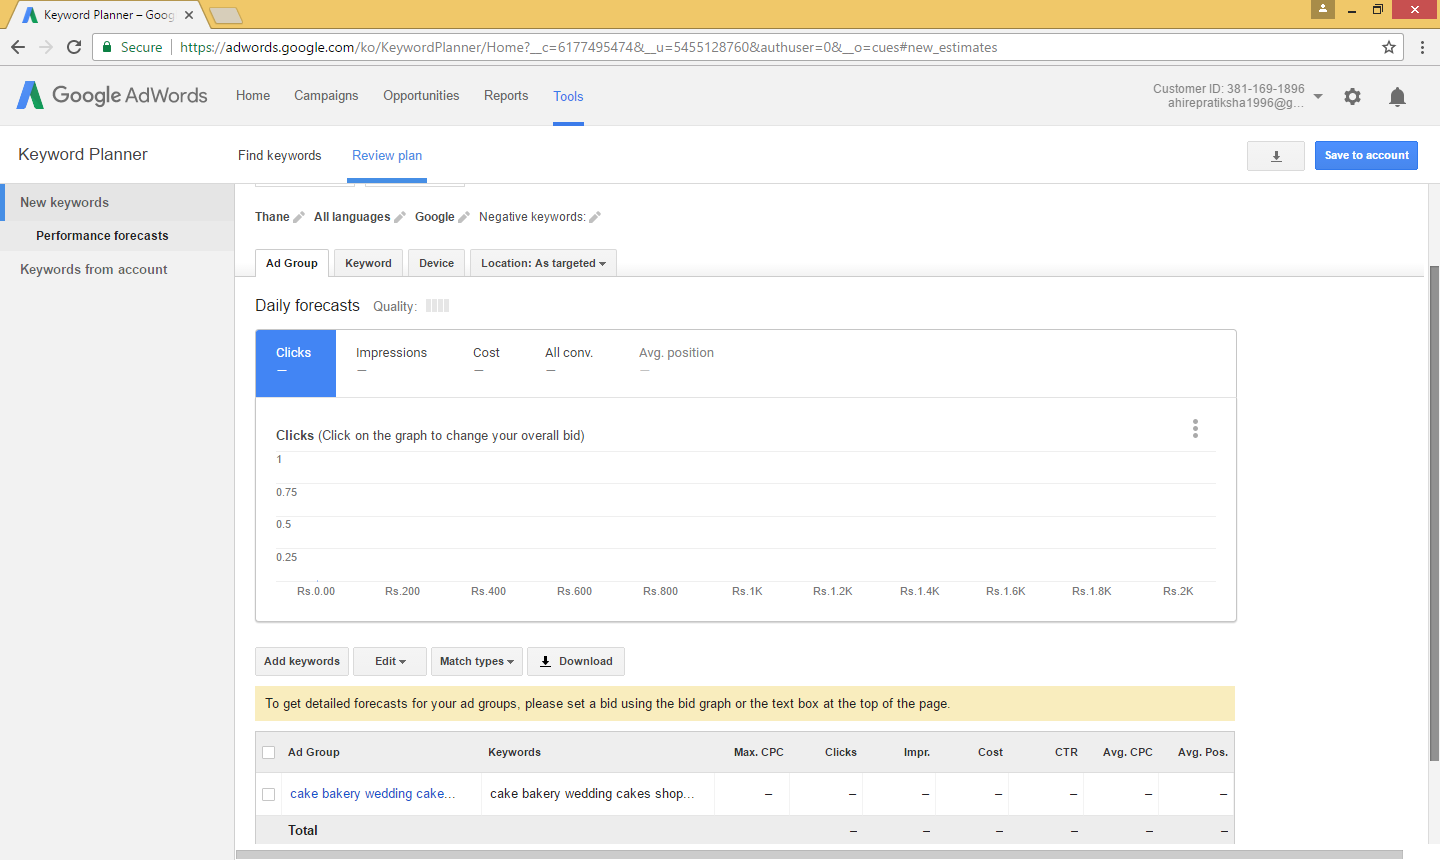 Keyword Planner – Goog
Secure https://adwords.google.com/ko/KeywordPlanner/Home?__c=6177495474&__u=5455128760&authuser=0&__o=cues#new_estimates
Google AdWords Home Campaigns Opportunities Reports Tools
Customer ID: 381-169-1896
ahirepratiksha1996@g...
Keyword Planner Find keywords Review plan Save to account
New keywords
Performance forecasts
Keywords from account
Thane All languages Google Negative keywords:
Ad Group Keyword Device Location: As targeted
Daily forecasts Quality:
Clicks Impressions Cost All conv. Avg. position
– – – – –
Clicks (Click on the graph to change your overall bid)
1
0.75
0.5
0.25
Rs.0.00 Rs.200 Rs.400 Rs.600 Rs.800 Rs.1K Rs.1.2K Rs.1.4K Rs.1.6K Rs.1.8K Rs.2K
Add keywords Edit Match types Download
To get detailed forecasts for your ad groups, please set a bid using the bid graph or the text box at the top of the page.
Ad Group Keywords Max. CPC Clicks Impr. Cost CTR Avg. CPC Avg. Pos.
cake bakery wedding cake... cake bakery wedding cakes shop... – – – – – – –
Total – – – – – –